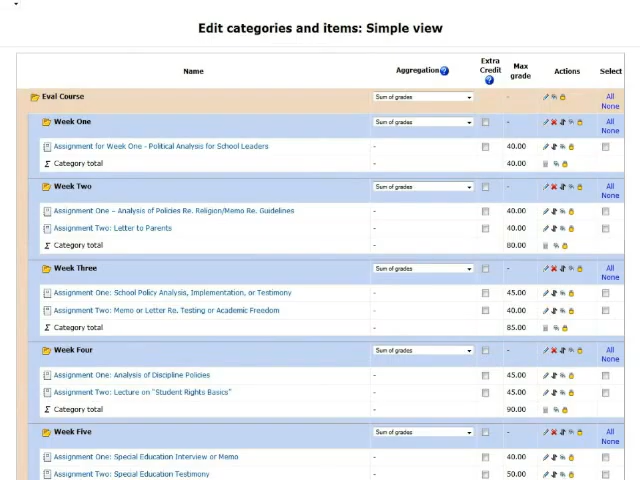 Edit categories and items: Simple view
Name Aggregation Extra Credit Max grade Actions Select
Eval Course Sum of grades - All None
Week One Sum of grades - All None
Assignment for Week One - Political Analysis for School Leaders - 40.00
Σ Category total 40.00
Week Two Sum of grades - All None
Assignment One – Analysis of Policies Re. Religion/Memo Re. Guidelines - 40.00
Assignment Two: Letter to Parents - 40.00
Σ Category total - 80.00
Week Three Sum of grades - All None
Assignment One: School Policy Analysis, Implementation, or Testimony - 45.00
Assignment Two: Memo or Letter Re. Testing or Academic Freedom - 40.00
Σ Category total - 85.00
Week Four Sum of grades - All None
Assignment One: Analysis of Discipline Policies - 45.00
Assignment Two: Lecture on "Student Rights Basics" - 45.00
Σ Category total - 90.00
Week Five Sum of grades - All None
Assignment One: Special Education Interview or Memo - 40.00
Assignment Two: Special Education Testimony - 50.00